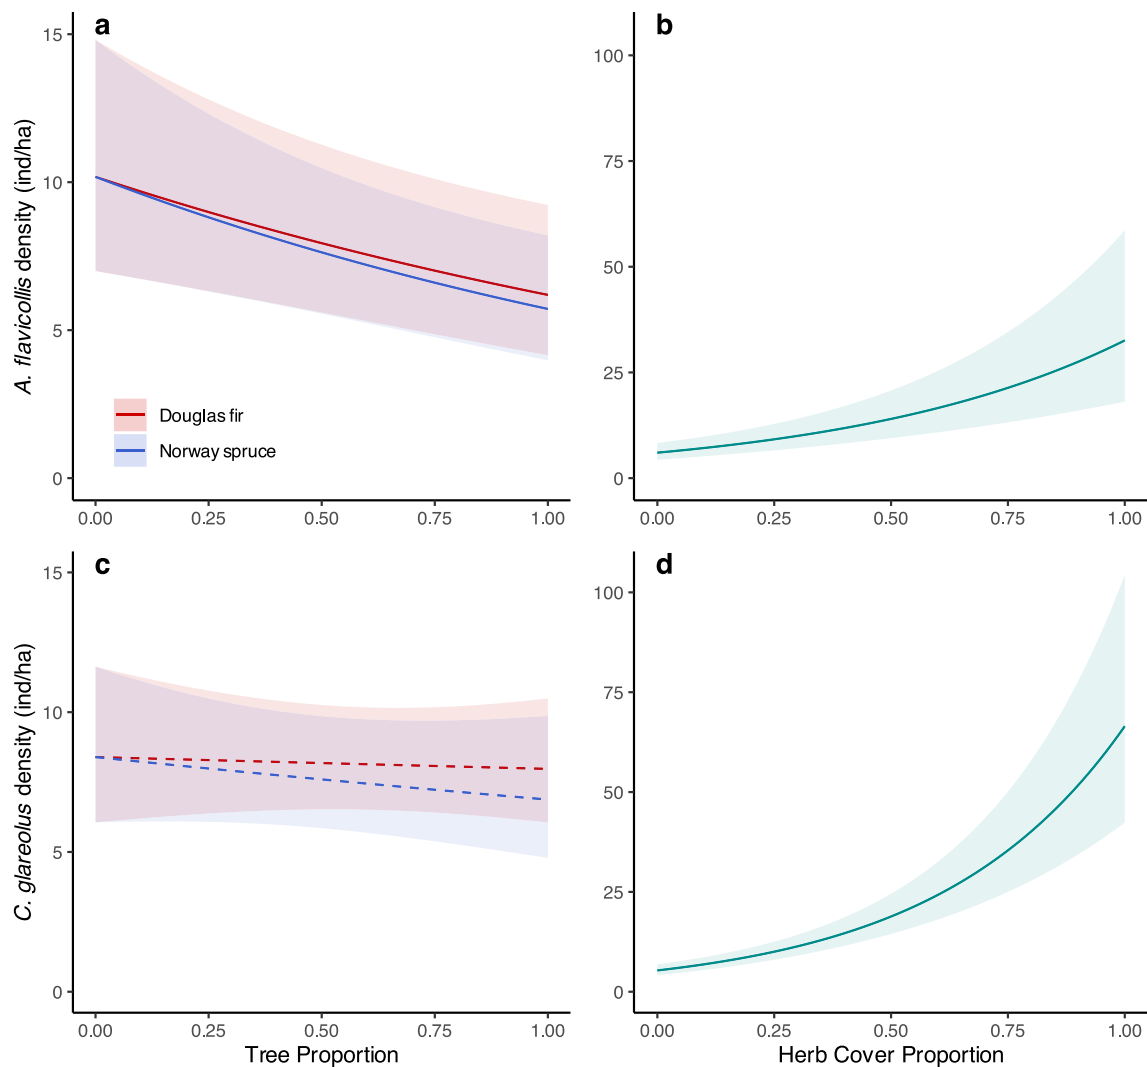 a
15
10
5
0
A. flavicollis density (ind/ha)
Douglas fir
Norway spruce
0.00 0.25 0.50 0.75 1.00
b
100
75
50
25
0
0.00 0.25 0.50 0.75 1.00
c
15
10
5
0
C. glareolus density (ind/ha)
0.00 0.25 0.50 0.75 1.00
Tree Proportion
d
100
75
50
25
0
0.00 0.25 0.50 0.75 1.00
Herb Cover Proportion